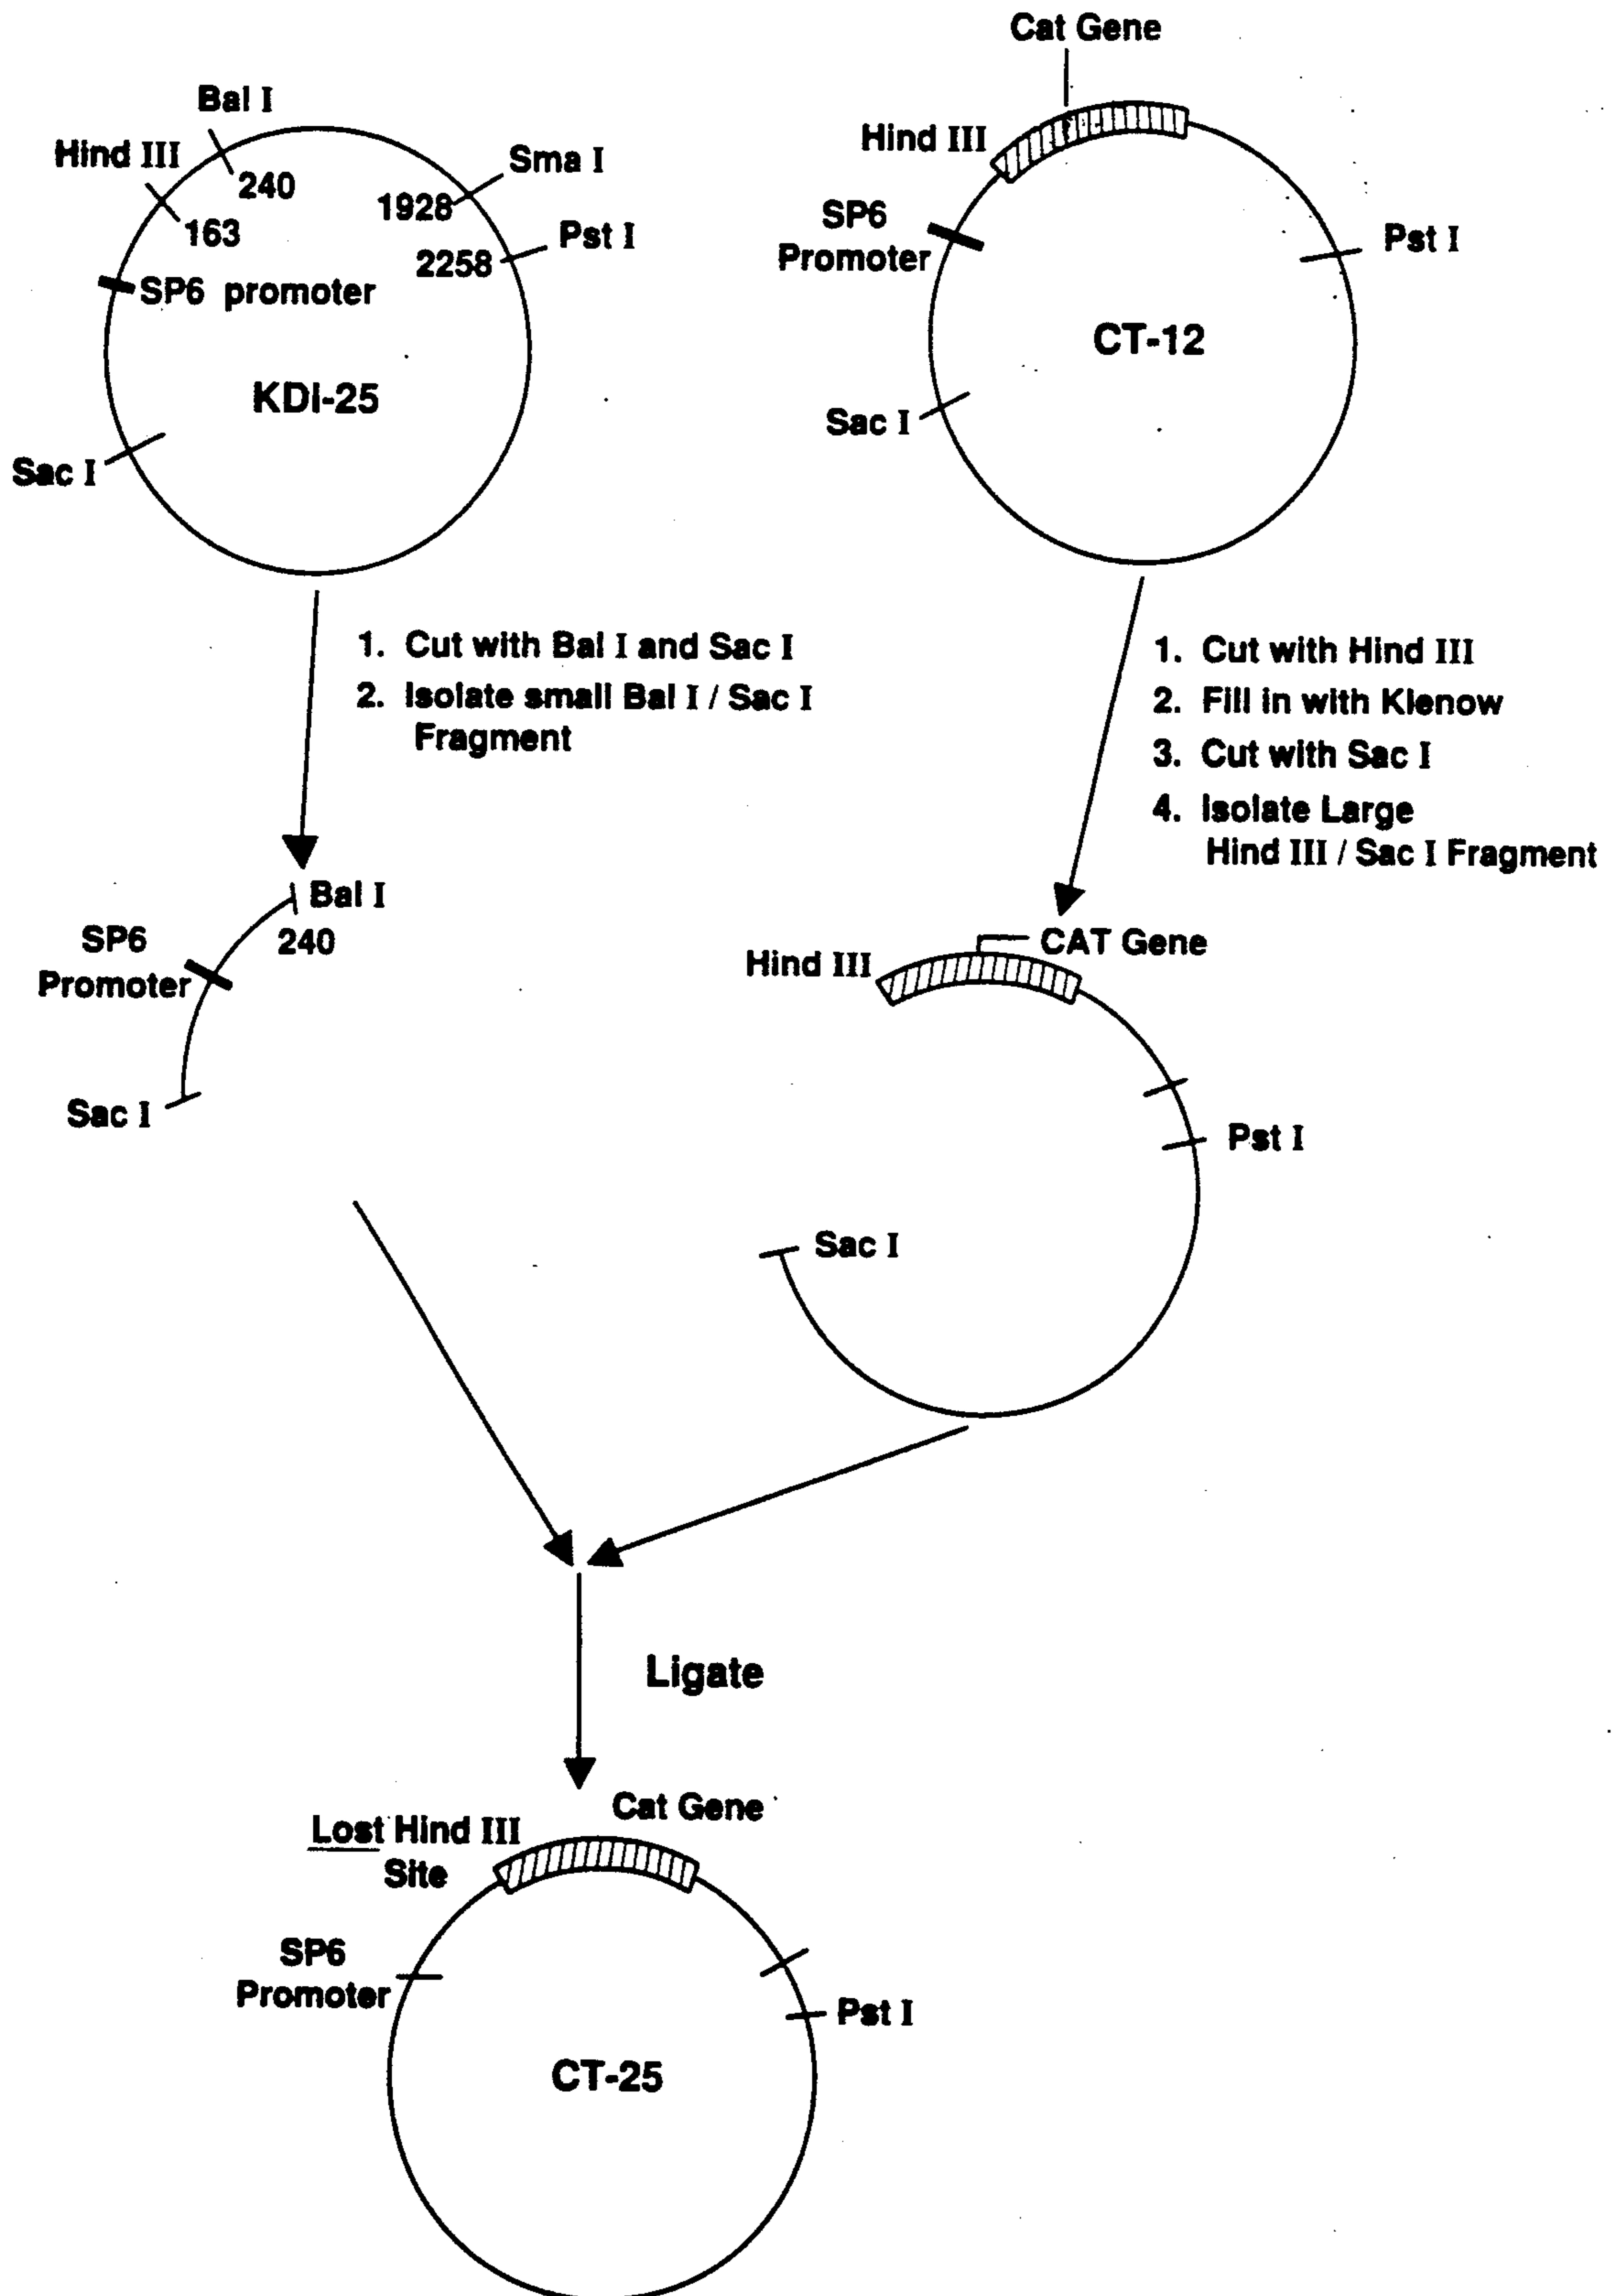 Cat Gene
Bal I
Hind III
240
163
Sma I
1928
Pst I
2258
SP6 promoter
KDI-25
Sac I
Hind III
SP6
Promoter
Pst I
CT-12
Sac I
1. Cut with Bal I and Sac I
2. Isolate small Bal I / Sac I
Fragment
1. Cut with Hind III
2. Fill in with Klenow
3. Cut with Sac I
4. Isolate Large
Hind III / Sac I Fragment
Bal I
240
SP6
Promoter
Sac I
CAT Gene
Hind III
Pst I
Sac I
Ligate
Cat Gene
Lost Hind III
Site
SP6
Promoter
Pst I
CT-25